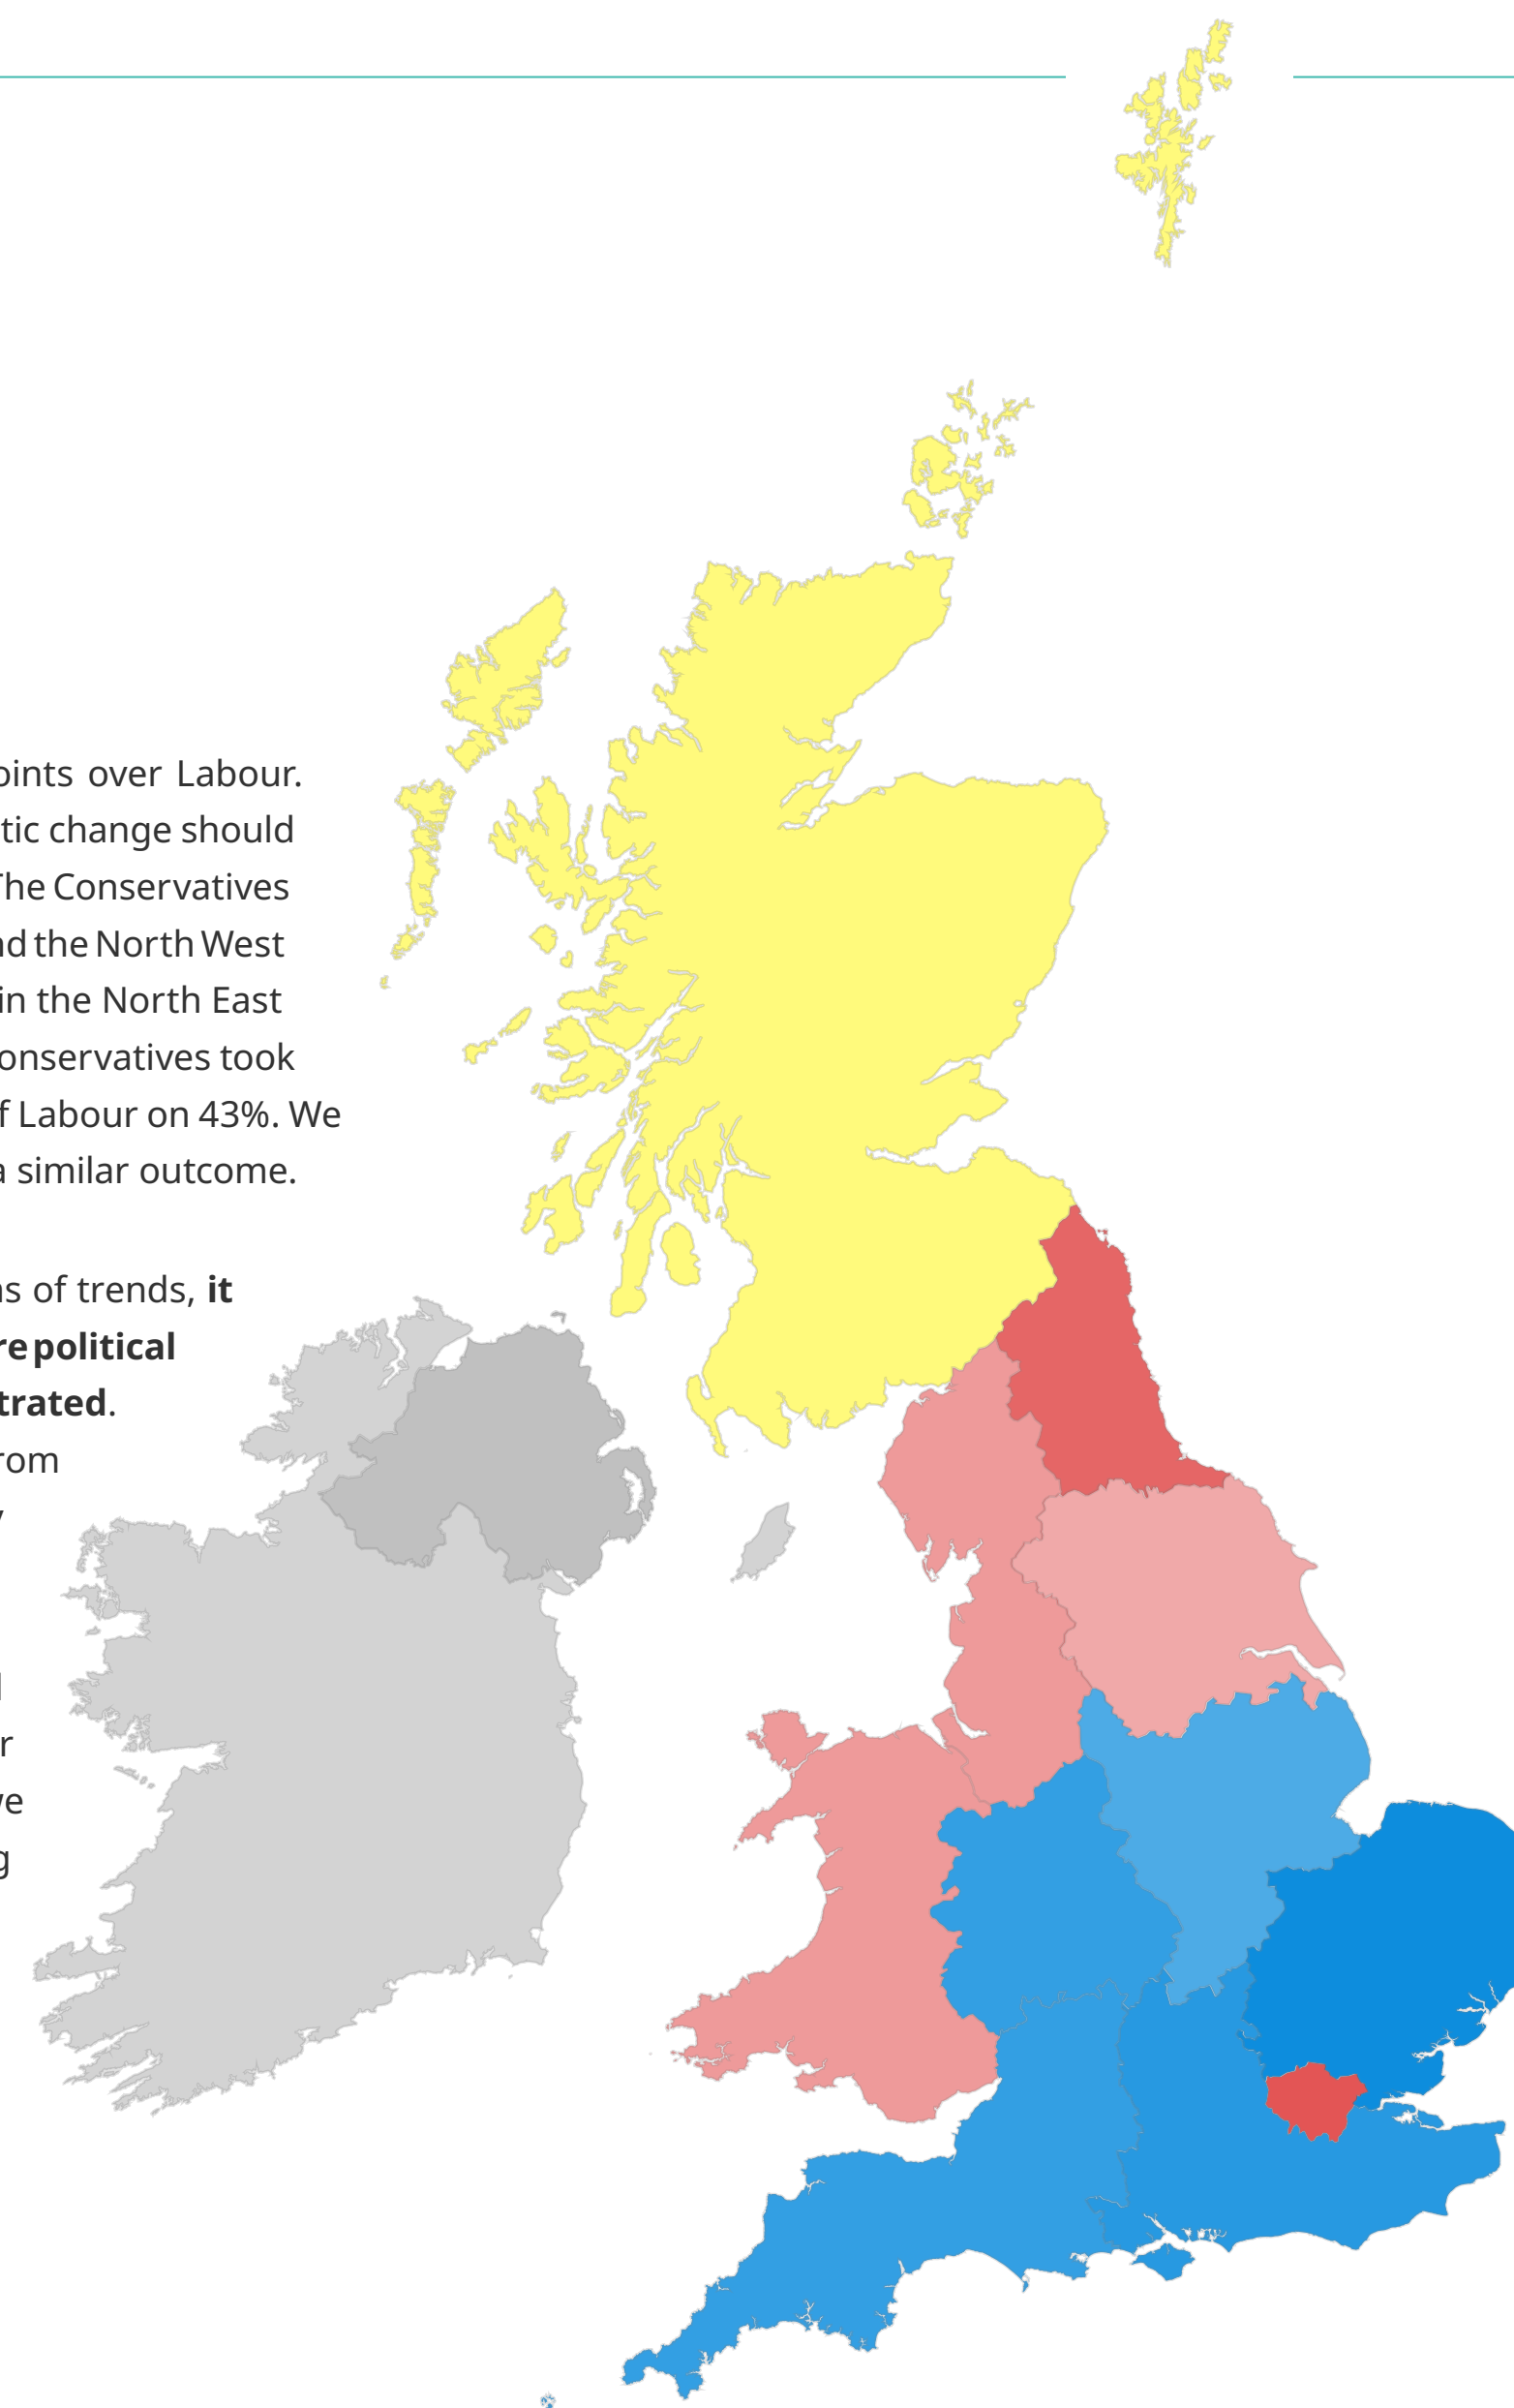 oints over Labour.
tic change should
The Conservatives
nd the North West
in the North East
onservatives took
f Labour on 43%. We
a similar outcome.
ns of trends, it
re political
trated.
rom
y
l
r
ve
g